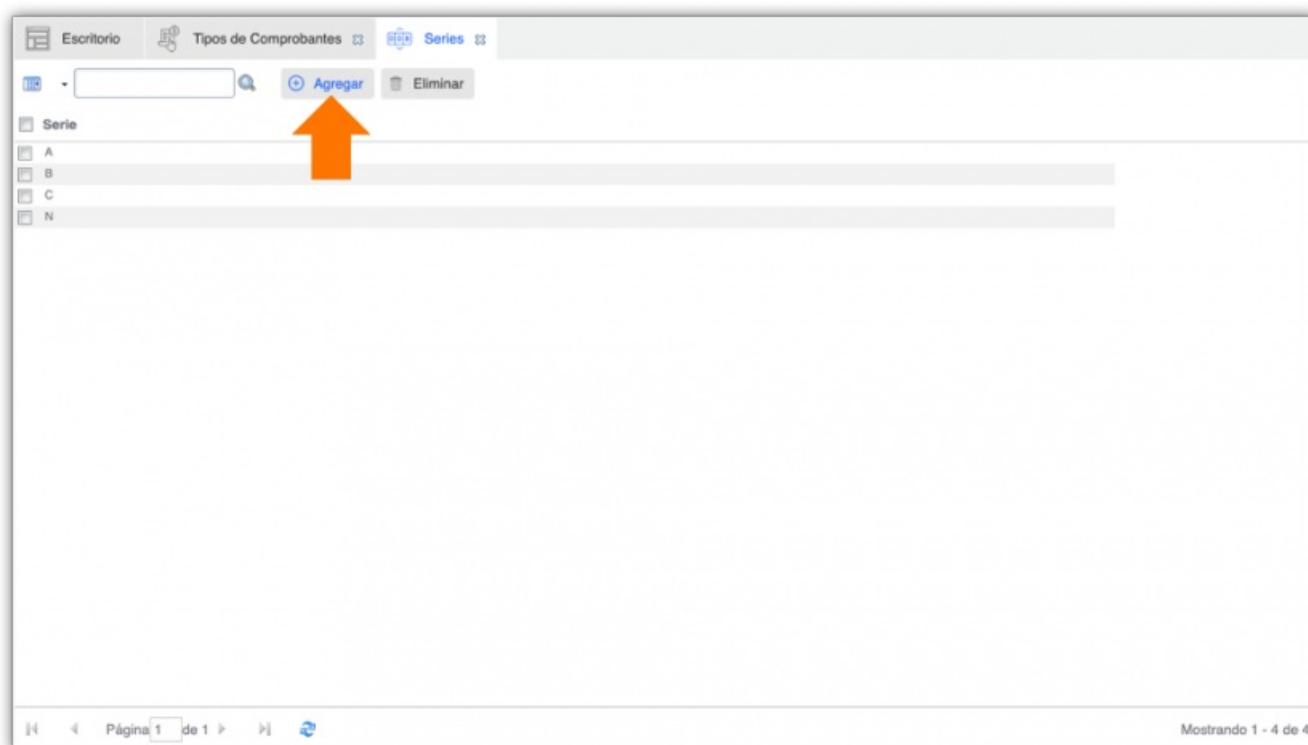 Escritorio Tipos de Comprobantes Series
Agregar Eliminar
Serie
A
B
C
N
Página 1 de 1 Mostrando 1 - 4 de 4